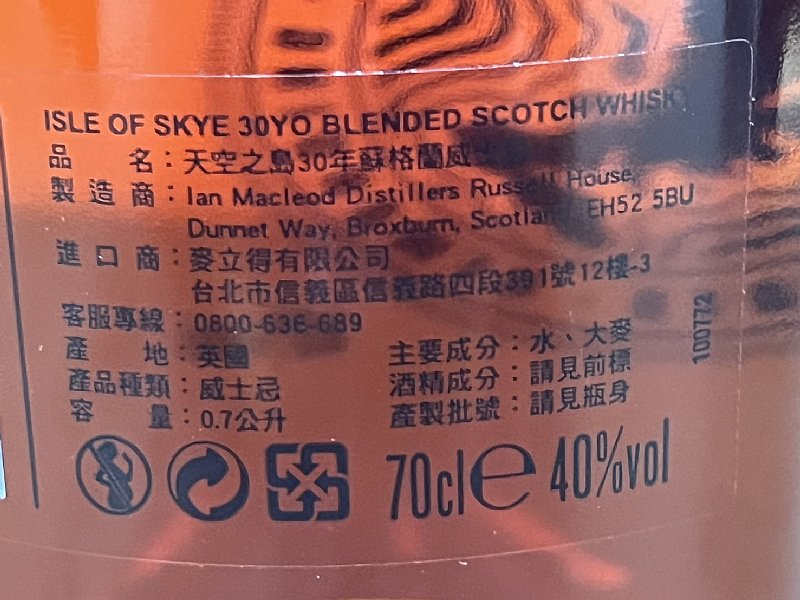 ISLE OF SKYE 30YO BLENDED SCOTCH WHISKY
品 名：天空之島30年蘇格蘭威
製 造 商：Ian Macleod Distillers Russell House,
Dunnet Way, Broxburn, Scotland, EH52 5BU
進 口 商：麥立得有限公司
台北市信義區信義路四段391號12樓-3
客服專線：0800-636-689
產 地：英國
產品種類：威士忌
容 量：0.7公升
主要成分：水、大麥
酒精成分：請見前標
產製批號：請見瓶身
100772
70cl e 40%vol